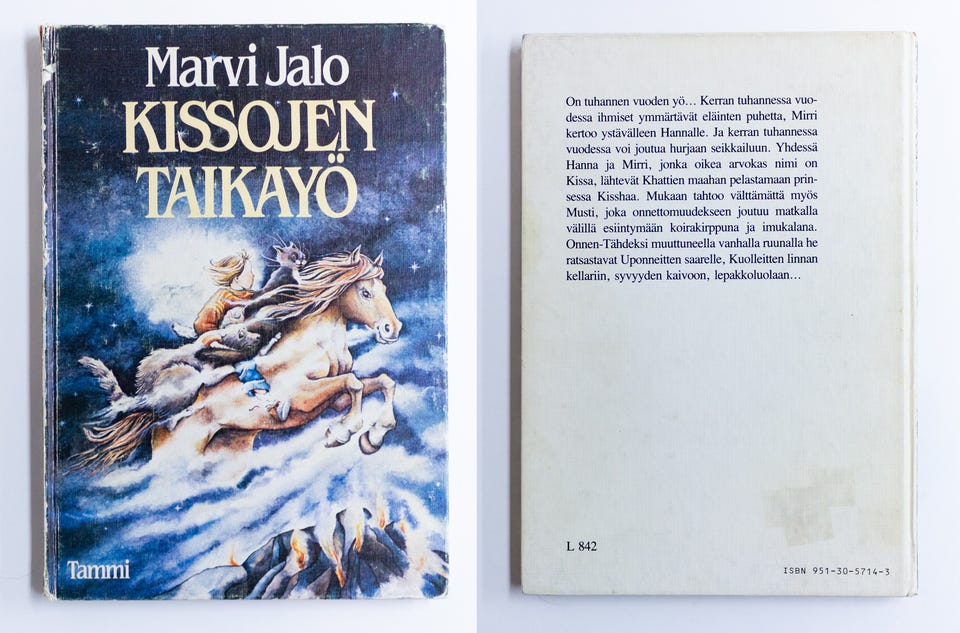 Marvi Jalo
KISSOJEN
TAIKAYÖ
Tammi
On tuhannen vuoden yö... Kerran tuhannessa vuo-
dessa ihmiset ymmärtävät eläinten puhetta, Mirri
kertoo ystävälleen Hannalle. Ja kerran tuhannessa
vuodessa voi joutua hurjaan seikkailuun. Yhdessä
Hanna ja Mirri, jonka oikea arvokas nimi on
Kissa, lähtevät Khattien maahan pelastamaan prin-
sessa Kisshaa. Mukaan tahtoo välttämättä myös
Musti, joka onnettomuudekseen joutuu matkalla
välillä esiintymään koirakirppuna ja imukalana.
Onnen-Tähdeksi muuttuneella vanhalla ruunalla he
ratsastavat Uponneitten saarelle, Kuolleitten linnan
kellariin, syvyyden kaivoon, lepakkoluolaan...
L 842
ISBN 951-30-5714-3